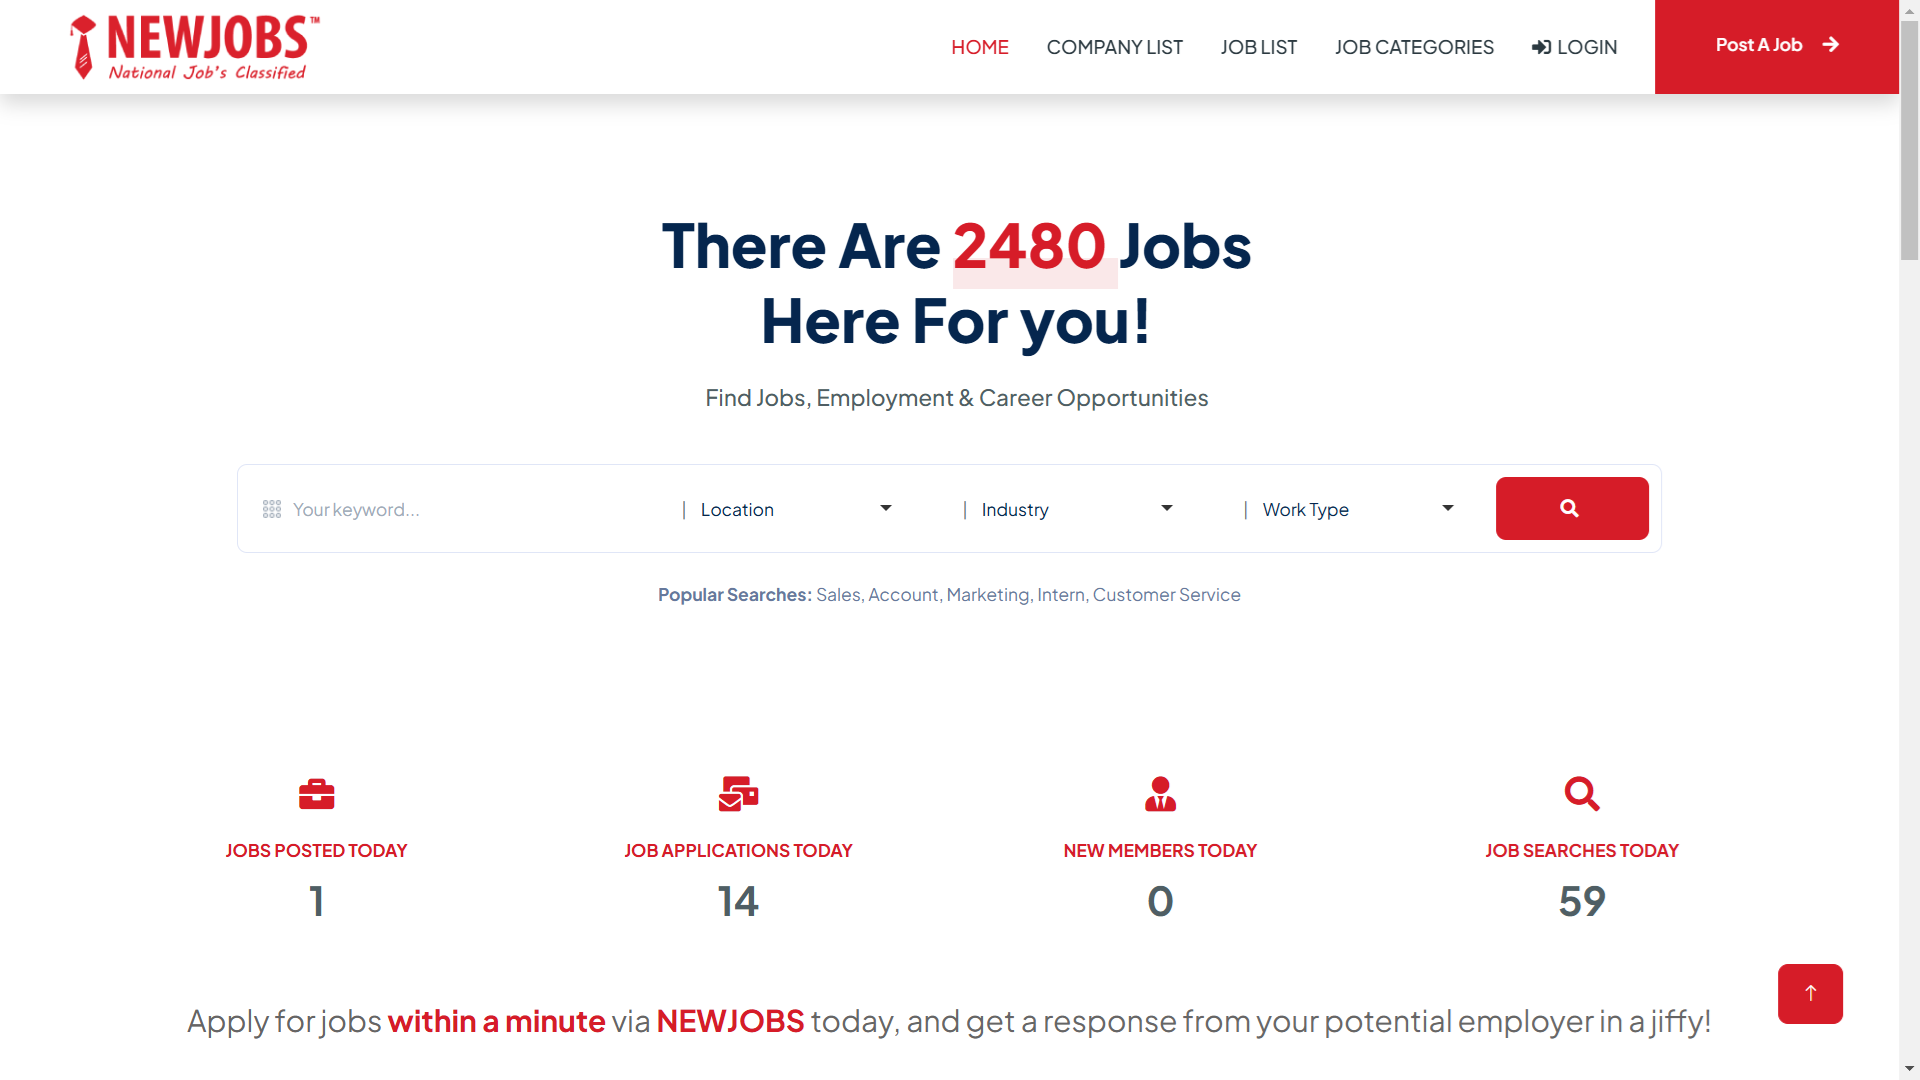 NEWJOBS™
National Job's Classified
HOME
COMPANY LIST
JOB LIST
JOB CATEGORIES
LOGIN
Post A Job
There Are 2480 Jobs
Here For you!
Find Jobs, Employment & Career Opportunities
Your keyword...
| Location
| Industry
| Work Type
Popular Searches: Sales, Account, Marketing, Intern, Customer Service
JOBS POSTED TODAY
1
JOB APPLICATIONS TODAY
14
NEW MEMBERS TODAY
0
JOB SEARCHES TODAY
59
Apply for jobs within a minute via NEWJOBS today, and get a response from your potential employer in a jiffy!